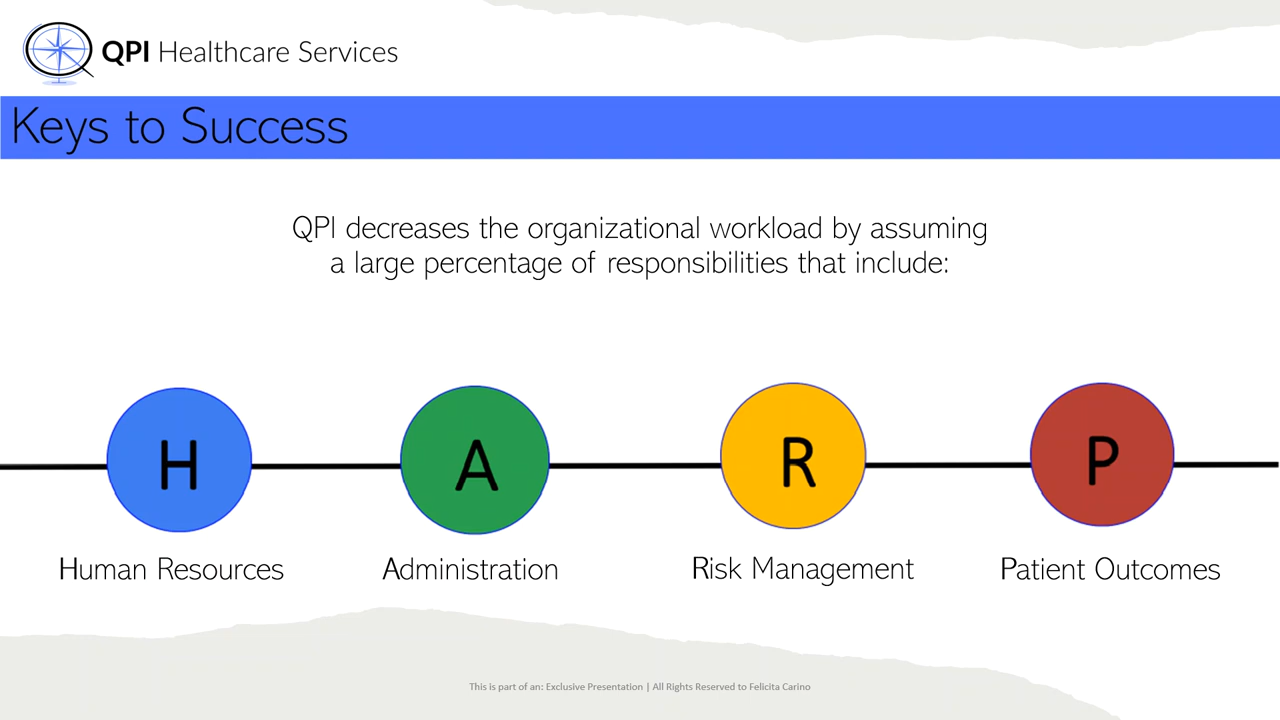 QPI Healthcare Services
Keys to Success
QPI decreases the organizational workload by assuming
a large percentage of responsibilities that include:
H A R P
Human Resources Administration Risk Management Patient Outcomes
This is part of an: Exclusive Presentation | All Rights Reserved to Felicita Carino